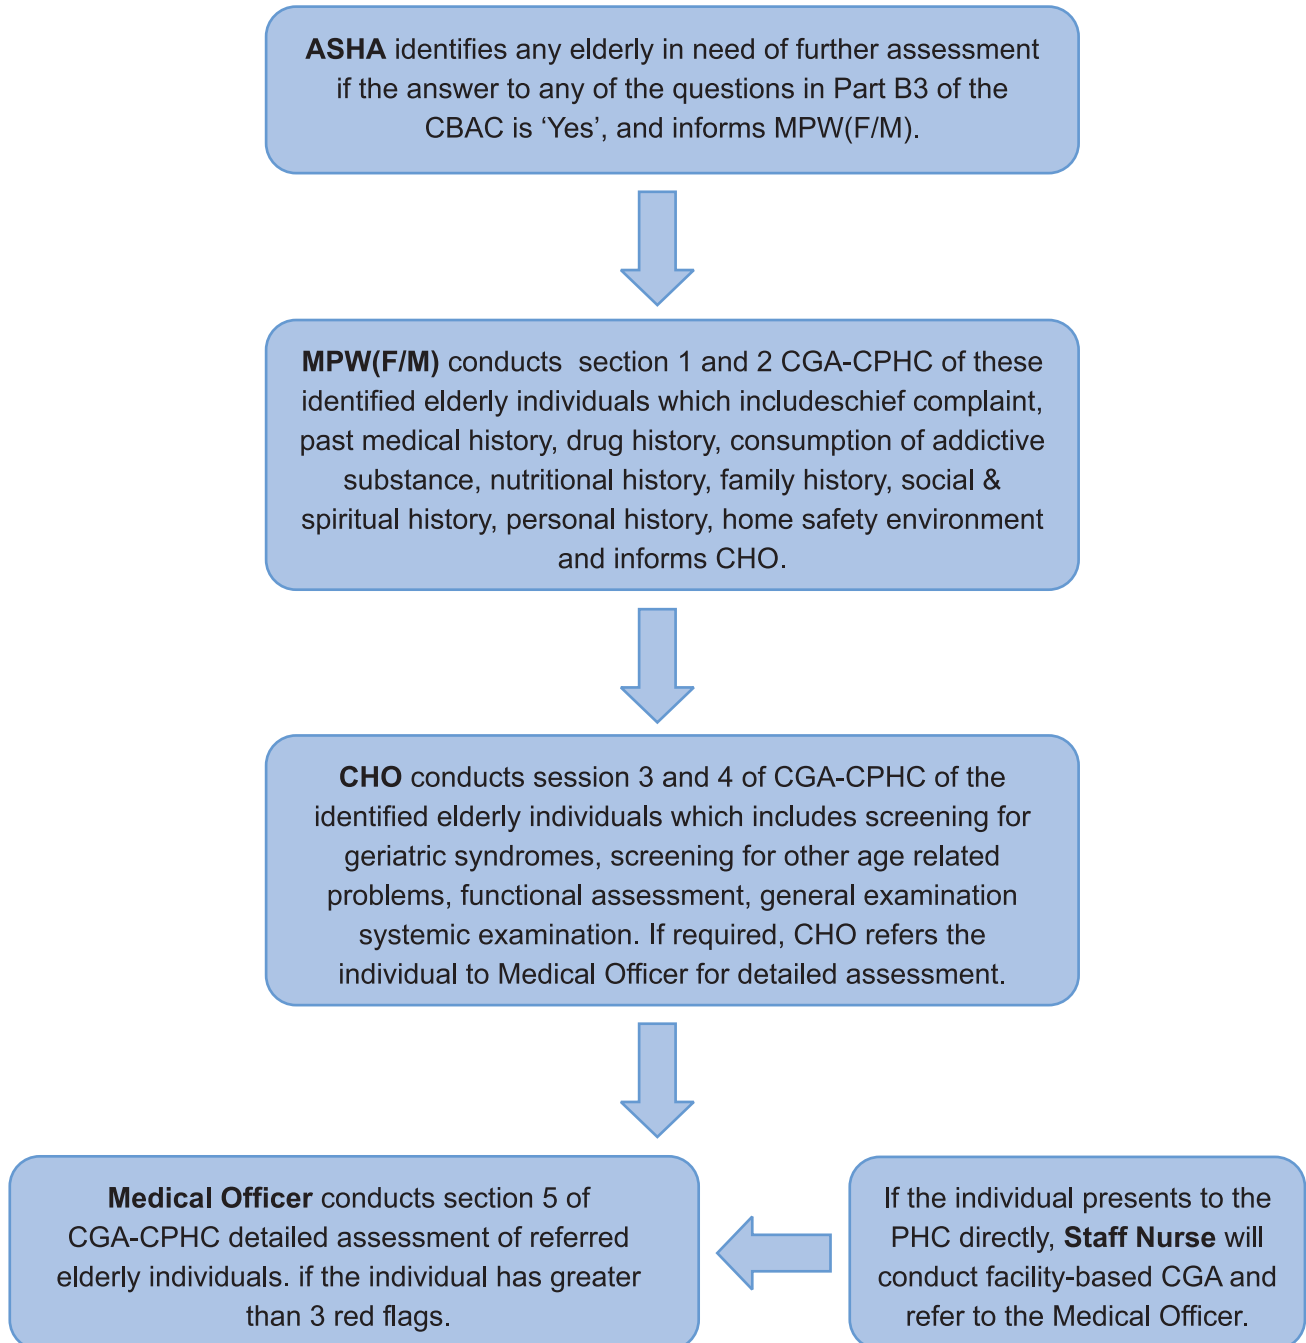 ASHA identifies any elderly in need of further assessment
if the answer to any of the questions in Part B3 of the
CBAC is ‘Yes’, and informs MPW(F/M).
MPW(F/M) conducts  section 1 and 2 CGA-CPHC of these
identified elderly individuals which includeschief complaint,
past medical history, drug history, consumption of addictive
substance, nutritional history, family history, social &
spiritual history, personal history, home safety environment
and informs CHO.
CHO conducts session 3 and 4 of CGA-CPHC of the
identified elderly individuals which includes screening for
geriatric syndromes, screening for other age related
problems, functional assessment, general examination
systemic examination. If required, CHO refers the
individual to Medical Officer for detailed assessment.
Medical Officer conducts section 5 of
CGA-CPHC detailed assessment of referred
elderly individuals. if the individual has greater
than 3 red flags.
If the individual presents to the
PHC directly, Staff Nurse will
conduct facility-based CGA and
refer to the Medical Officer.